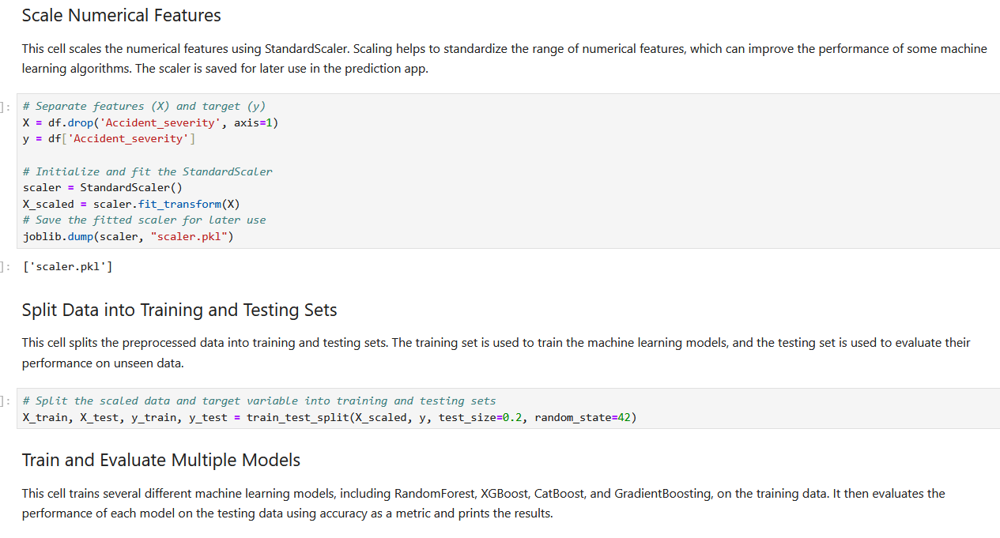 Scale Numerical Features
This cell scales the numerical features using StandardScaler. Scaling helps to standardize the range of numerical features, which can improve the performance of some machine
learning algorithms. The scaler is saved for later use in the prediction app.
]: # Separate features (X) and target (y)
X = df.drop('Accident_severity', axis=1)
y = df['Accident_severity']
# Initialize and fit the StandardScaler
scaler = StandardScaler()
X_scaled = scaler.fit_transform(X)
# Save the fitted scaler for later use
joblib.dump(scaler, "scaler.pkl")
]: ['scaler.pkl']
Split Data into Training and Testing Sets
This cell splits the preprocessed data into training and testing sets. The training set is used to train the machine learning models, and the testing set is used to evaluate their
performance on unseen data.
]: # Split the scaled data and target variable into training and testing sets
X_train, X_test, y_train, y_test = train_test_split(X_scaled, y, test_size=0.2, random_state=42)
Train and Evaluate Multiple Models
This cell trains several different machine learning models, including RandomForest, XGBoost, CatBoost, and GradientBoosting, on the training data. It then evaluates the
performance of each model on the testing data using accuracy as a metric and prints the results.